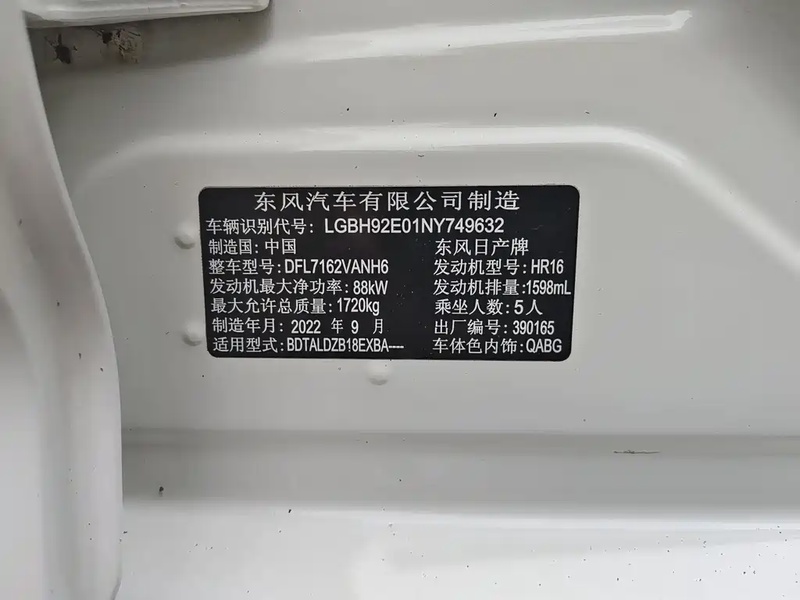 东风汽车有限公司制造
车辆识别代号: LGBH92E01NY749632
制造国: 中国 东风日产牌
整车型号: DFL7162VANH6 发动机型号: HR16
发动机最大净功率: 88kW 发动机排量: 1598mL
最大允许总质量: 1720kg 乘坐人数: 5人
制造年月: 2022 年 9 月 出厂编号: 390165
适用型式: BDTALDZB18EXBA---- 车体色内饰: QABG